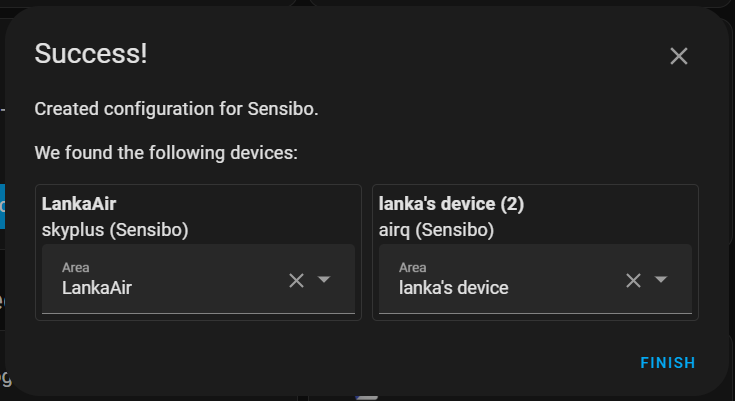 Success!
Created configuration for Sensibo.
We found the following devices:
LankaAir
skyplus (Sensibo)
Area
LankaAir
lanka's device (2)
airq (Sensibo)
Area
lanka's device
FINISH